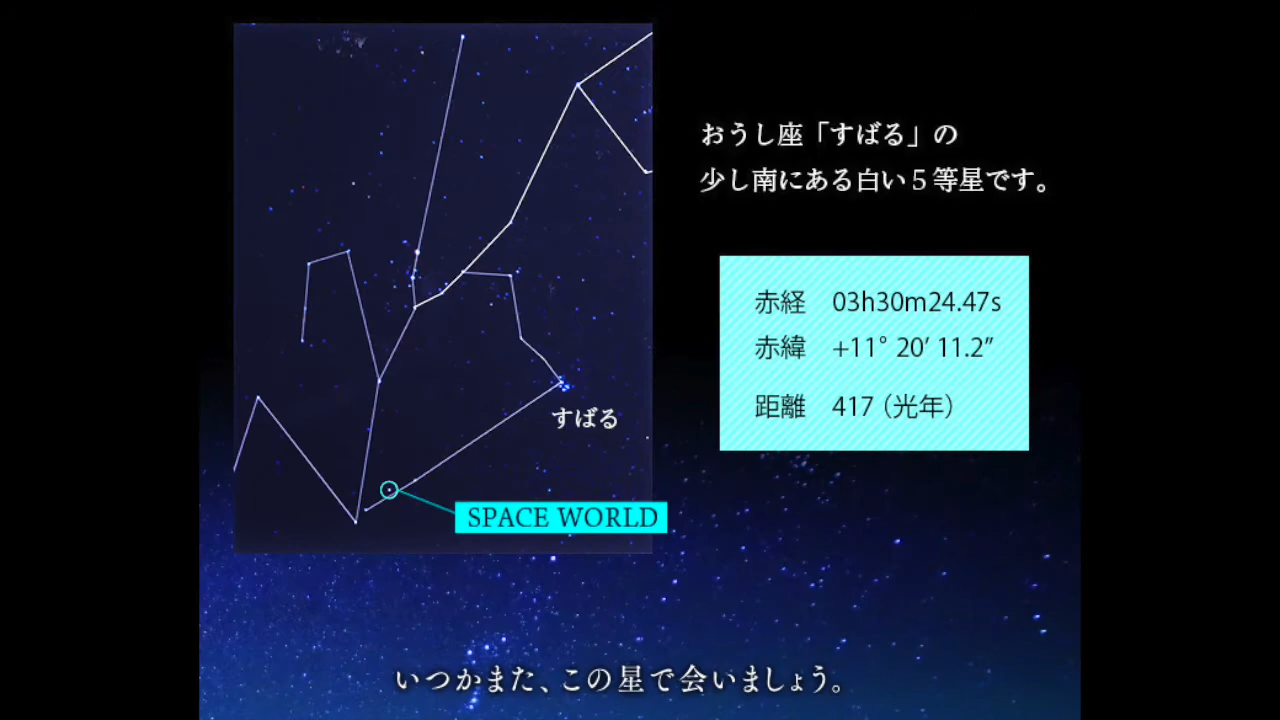 おうし座「すばる」の
少し南にある白い５等星です。
赤経 03h30m24.47s
赤緯 +11° 20′ 11.2″
距離 417（光年）
すばる
SPACE WORLD
いつかまた、この星で会いましょう。